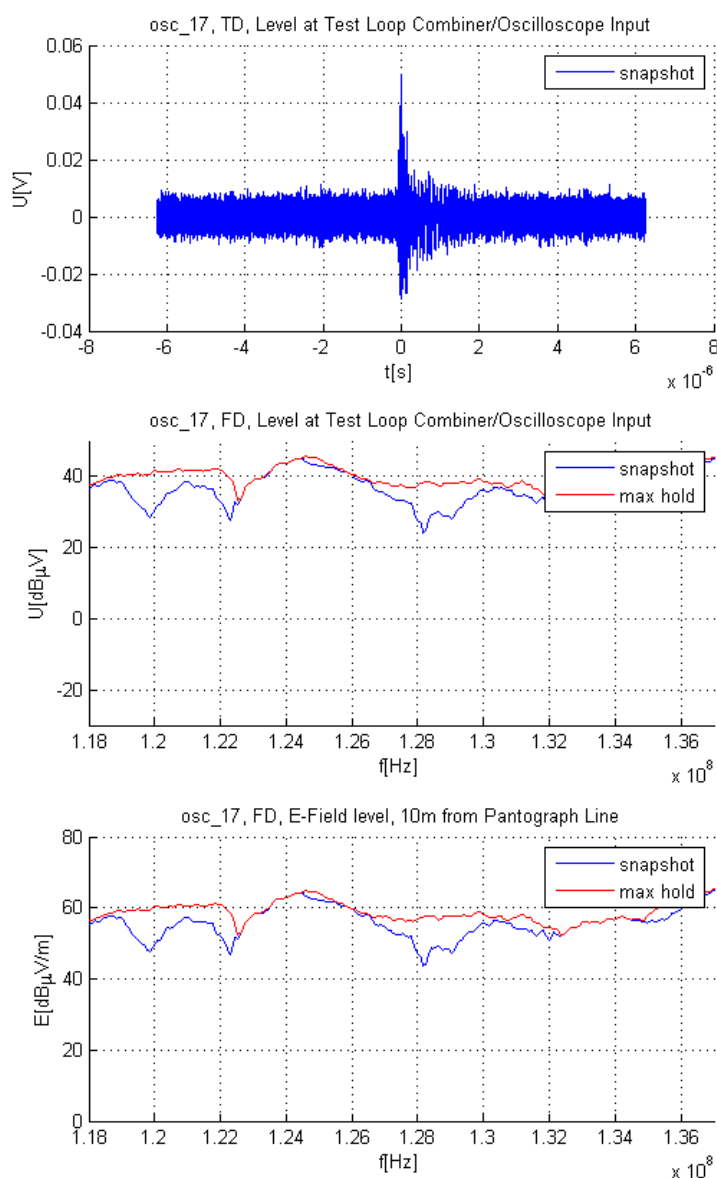 osc_17, TD, Level at Test Loop Combiner/Oscilloscope Input
0.06
0.04
0.02
0
-0.02
-0.04
U[V]
snapshot
-8
-6
-4
-2
0
2
4
6
8
t[s]
x 10^-6
osc_17, FD, Level at Test Loop Combiner/Oscilloscope Input
40
20
0
-20
U[dBµV]
snapshot
max hold
1.18
1.2
1.22
1.24
1.26
1.28
1.3
1.32
1.34
1.36
f[Hz]
x 10^8
osc_17, FD, E-Field level, 10m from Pantograph Line
80
60
40
20
0
E[dBµV/m]
snapshot
max hold
1.18
1.2
1.22
1.24
1.26
1.28
1.3
1.32
1.34
1.36
f[Hz]
x 10^8